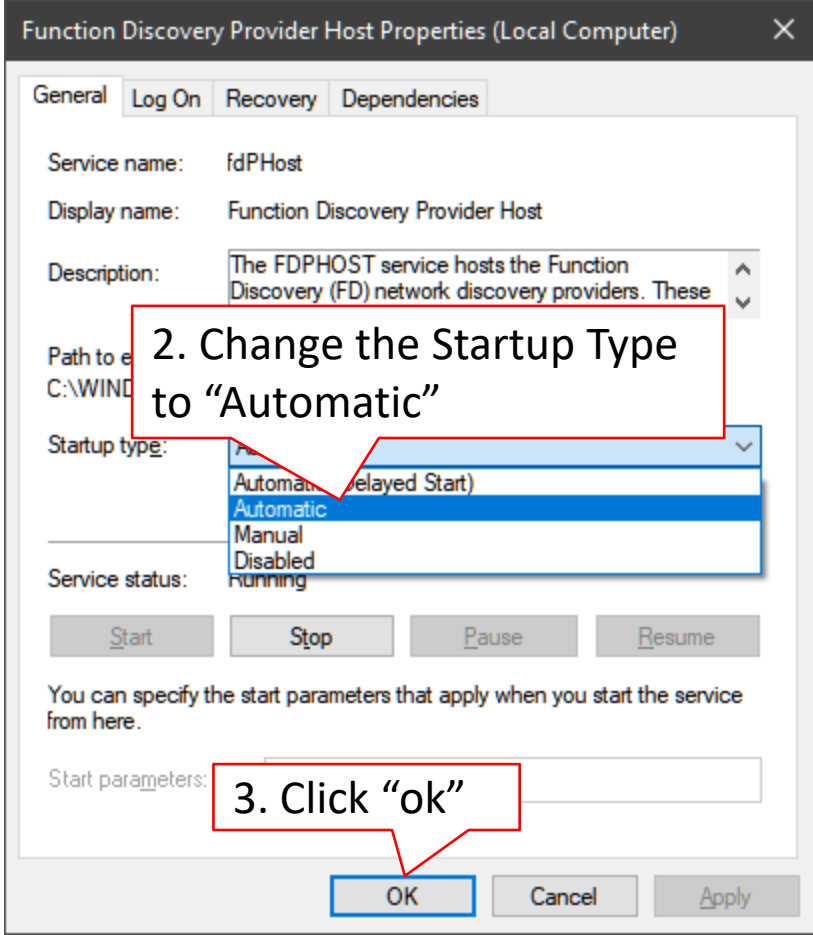 Function Discovery Provider Host Properties (Local Computer)
General Log On Recovery Dependencies
Service name: fdPHost
Display name: Function Discovery Provider Host
Description: The FDPHOST service hosts the Function
Discovery (FD) network discovery providers. These
2. Change the Startup Type
to “Automatic”
Path to
C:\WIND
Startup type:
Automatic Delayed Start)
Automatic
Manual
Disabled
Service status: Running
Start Stop Pause Resume
You can specify the start parameters that apply when you start the service
from here.
Start parameters:
3. Click “ok”
OK Cancel Apply